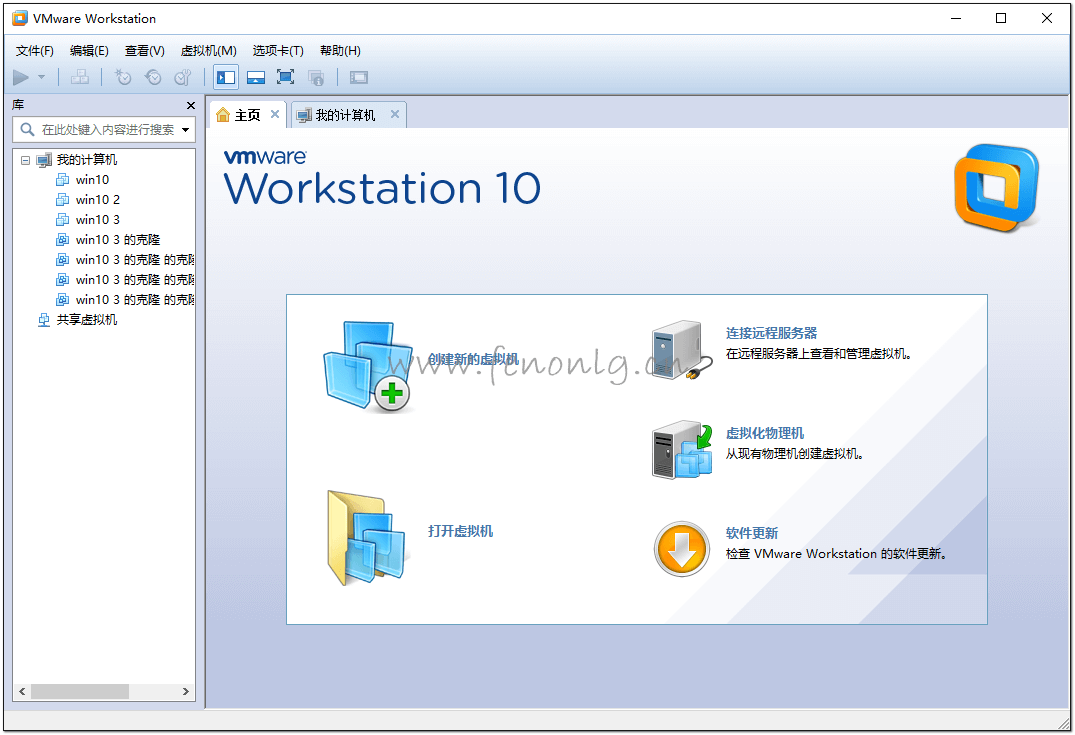 VMware Workstation
文件(F) 编辑(E) 查看(V) 虚拟机(M) 选项卡(T) 帮助(H)
库
在此处键入内容进行搜索
我的计算机
win10
win10 2
win10 3
win10 3 的克隆
win10 3 的克隆 的克隆
win10 3 的克隆 的克隆
win10 3 的克隆 的克隆
共享虚拟机
主页
我的计算机
vmware
Workstation 10
创建新的虚拟机
打开虚拟机
连接远程服务器
在远程服务器上查看和管理虚拟机。
虚拟化物理机
从现有物理机创建虚拟机。
软件更新
检查 VMware Workstation 的软件更新。
www.fcnonlg.cn